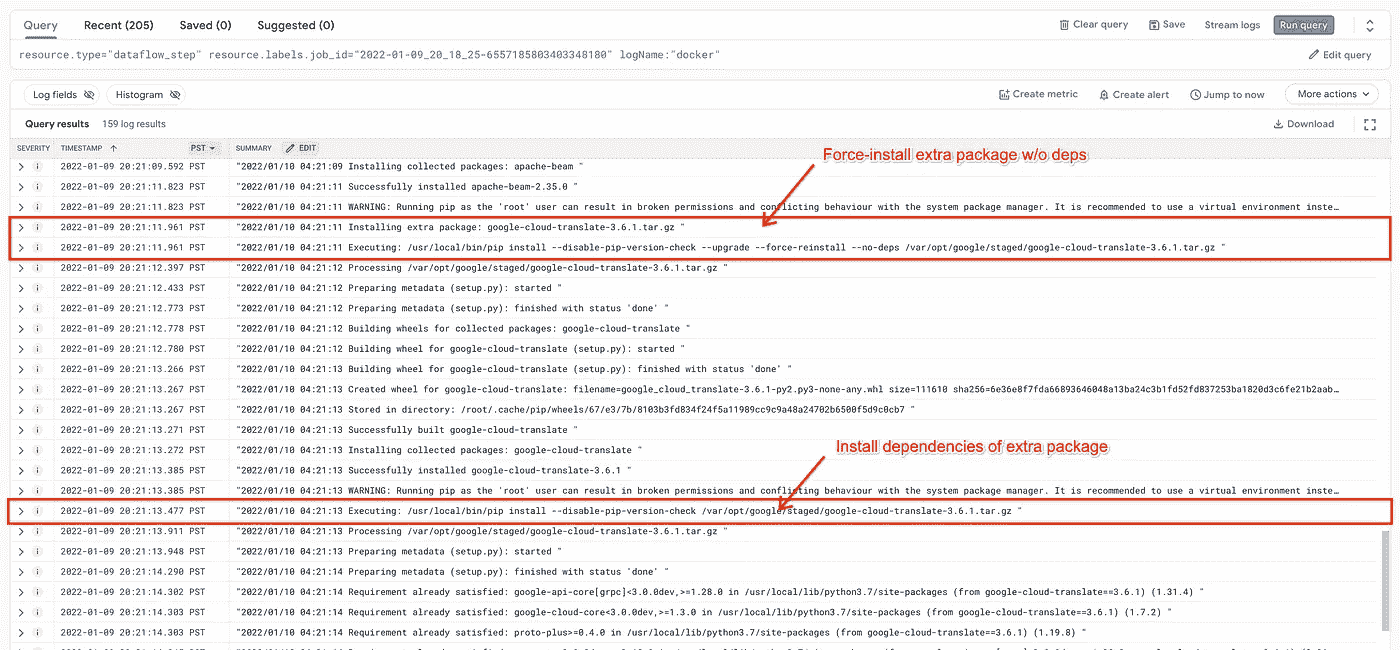 Query Recent (205) Saved (0) Suggested (0) Clear query Save Stream logs Run query
resource.type="dataflow_step" resource.labels.job_id="2022-01-09_20_18_25-6557185803403348180" logName:"docker" Edit query
Log fields Histogram Create metric Create alert Jump to now More actions
Query results 159 log results Download
SEVERITY TIMESTAMP PST SUMMARY EDIT
Force-install extra package w/o deps
2022-01-09 20:21:09.592 PST "2022/01/10 04:21:09 Installing collected packages: apache-beam "
2022-01-09 20:21:11.823 PST "2022/01/10 04:21:11 Successfully installed apache-beam-2.35.0 "
2022-01-09 20:21:11.823 PST "2022/01/10 04:21:11 WARNING: Running pip as the 'root' user can result in broken permissions and conflicting behaviour with the system package manager. It is recommended to use a virtual environment inste…
2022-01-09 20:21:11.961 PST "2022/01/10 04:21:11 Installing extra package: google-cloud-translate-3.6.1.tar.gz "
2022-01-09 20:21:11.961 PST "2022/01/10 04:21:11 Executing: /usr/local/bin/pip install --disable-pip-version-check --upgrade --force-reinstall --no-deps /var/opt/google/staged/google-cloud-translate-3.6.1.tar.gz "
2022-01-09 20:21:12.397 PST "2022/01/10 04:21:12 Processing /var/opt/google/staged/google-cloud-translate-3.6.1.tar.gz "
2022-01-09 20:21:12.433 PST "2022/01/10 04:21:12 Preparing metadata (setup.py): started "
2022-01-09 20:21:12.773 PST "2022/01/10 04:21:12 Preparing metadata (setup.py): finished with status 'done' "
2022-01-09 20:21:12.778 PST "2022/01/10 04:21:12 Building wheels for collected packages: google-cloud-translate "
2022-01-09 20:21:12.780 PST "2022/01/10 04:21:12 Building wheel for google-cloud-translate (setup.py): started "
2022-01-09 20:21:13.266 PST "2022/01/10 04:21:13 Building wheel for google-cloud-translate (setup.py): finished with status 'done' "
2022-01-09 20:21:13.267 PST "2022/01/10 04:21:13 Created wheel for google-cloud-translate: filename=google_cloud_translate-3.6.1-py2.py3-none-any.whl size=111610 sha256=6e36e8f7fda66893646048a13ba24c3b1fd52fd837253ba1820d3c6fe21b2aab…
2022-01-09 20:21:13.267 PST "2022/01/10 04:21:13 Stored in directory: /root/.cache/pip/wheels/67/e3/7b/8103b3fd834f24f5a11989cc9c9a48a24702b6500f5d9c0cb7 "
2022-01-09 20:21:13.271 PST "2022/01/10 04:21:13 Successfully built google-cloud-translate "
2022-01-09 20:21:13.272 PST "2022/01/10 04:21:13 Installing collected packages: google-cloud-translate "
Install dependencies of extra package
2022-01-09 20:21:13.385 PST "2022/01/10 04:21:13 Successfully installed google-cloud-translate-3.6.1 "
2022-01-09 20:21:13.385 PST "2022/01/10 04:21:13 WARNING: Running pip as the 'root' user can result in broken permissions and conflicting behaviour with the system package manager. It is recommended to use a virtual environment inste…
2022-01-09 20:21:13.477 PST "2022/01/10 04:21:13 Executing: /usr/local/bin/pip install --disable-pip-version-check /var/opt/google/staged/google-cloud-translate-3.6.1.tar.gz "
2022-01-09 20:21:13.911 PST "2022/01/10 04:21:13 Processing /var/opt/google/staged/google-cloud-translate-3.6.1.tar.gz "
2022-01-09 20:21:13.948 PST "2022/01/10 04:21:13 Preparing metadata (setup.py): started "
2022-01-09 20:21:14.290 PST "2022/01/10 04:21:14 Preparing metadata (setup.py): finished with status 'done' "
2022-01-09 20:21:14.302 PST "2022/01/10 04:21:14 Requirement already satisfied: google-api-core[grpc]<3.0.0dev,>=1.28.0 in /usr/local/lib/python3.7/site-packages (from google-cloud-translate==3.6.1) (1.31.4) "
2022-01-09 20:21:14.303 PST "2022/01/10 04:21:14 Requirement already satisfied: google-cloud-core<3.0.0dev,>=1.3.0 in /usr/local/lib/python3.7/site-packages (from google-cloud-translate==3.6.1) (1.7.2) "
2022-01-09 20:21:14.303 PST "2022/01/10 04:21:14 Requirement already satisfied: proto-plus>=0.4.0 in /usr/local/lib/python3.7/site-packages (from google-cloud-translate==3.6.1) (1.19.8) "